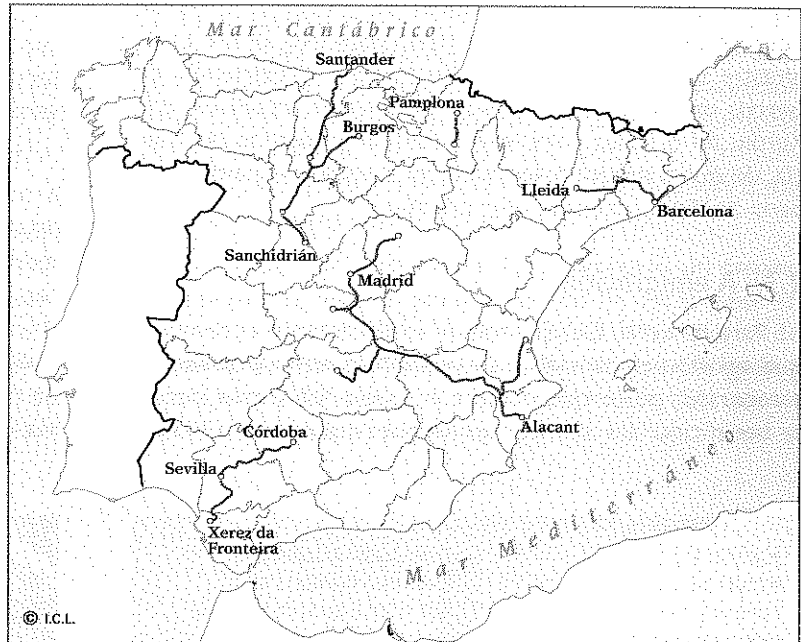 Mar Cantábrico
Santander
Pamplona
Burgos
Lleida
Barcelona
Sanchidrián
Madrid
Alacant
Córdoba
Sevilla
Xerez da
Fronteira
Mar Mediterráneo
© I.C.L.